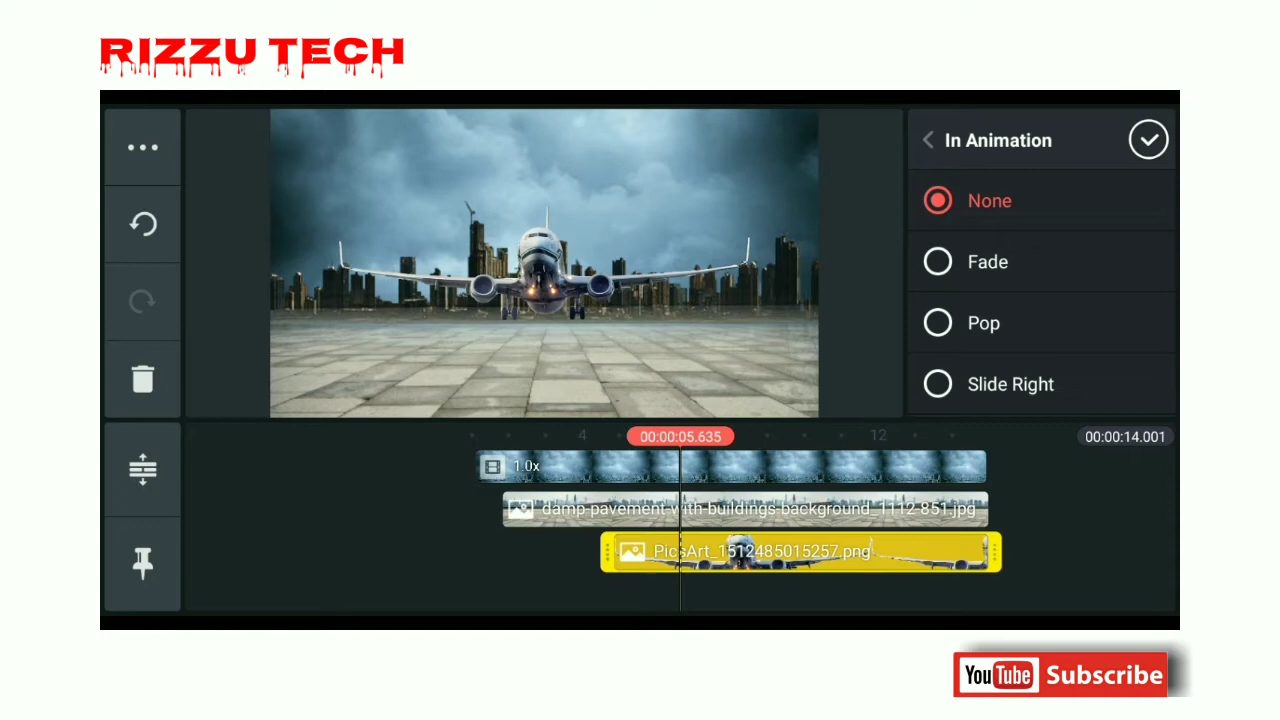 RIZZU TECH
In Animation
None
Fade
Pop
Slide Right
4
00:00:05.635
12
00:00:14.001
1.0x
damp-pavement-with-buildings-background_1112-851.jpg
PicsArt_1512485015257.png
YouTube Subscribe